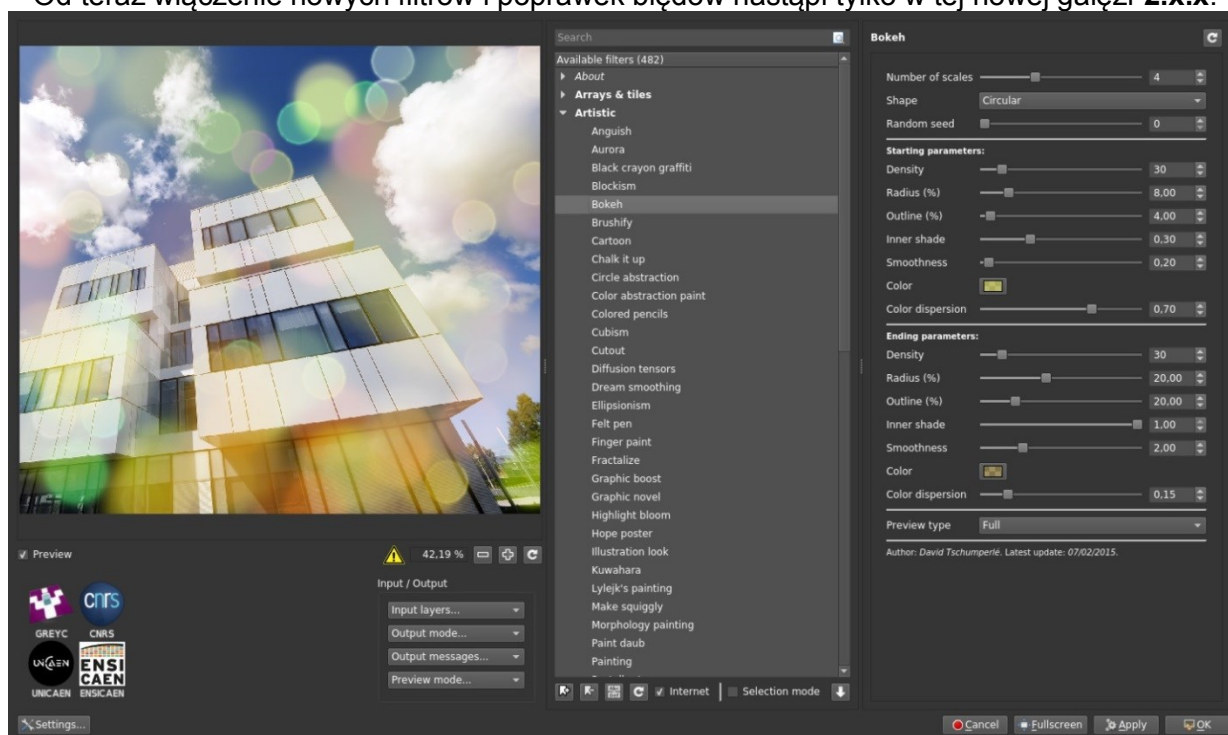 Od teraz włączenie nowych filtrów i poprawek błędów nastąpi tylko w tej nowej gałęzi 2.x.x.
Preview
42,19 %
GREYC
CNRS
cnrs
UNICAEN
ENSICAEN
UNICAEN
ENSI
CAEN
Input / Output
Input layers...
Output mode...
Output messages...
Preview mode...
Settings...
Search
Available filters (482)
About
Arrays & tiles
Artistic
Anguish
Aurora
Black crayon graffiti
Blockism
Bokeh
Brushify
Cartoon
Chalk it up
Circle abstraction
Color abstraction paint
Colored pencils
Cubism
Cutout
Diffusion tensors
Dream smoothing
Ellipsionism
Felt pen
Finger paint
Fractalize
Graphic boost
Graphic novel
Highlight bloom
Hope poster
Illustration look
Kuwahara
Lylejk's painting
Make squiggly
Morphology painting
Paint daub
Painting
Internet
Selection mode
Bokeh
Number of scales 4
Shape Circular
Random seed 0
Starting parameters:
Density 30
Radius (%) 8,00
Outline (%) 4,00
Inner shade 0,30
Smoothness 0,20
Color
Color dispersion 0,70
Ending parameters:
Density 30
Radius (%) 20,00
Outline (%) 20,00
Inner shade 1,00
Smoothness 2,00
Color
Color dispersion 0,15
Preview type Full
Author: David Tschumperlé. Latest update: 07/02/2015.
Cancel
Fullscreen
Apply
OK